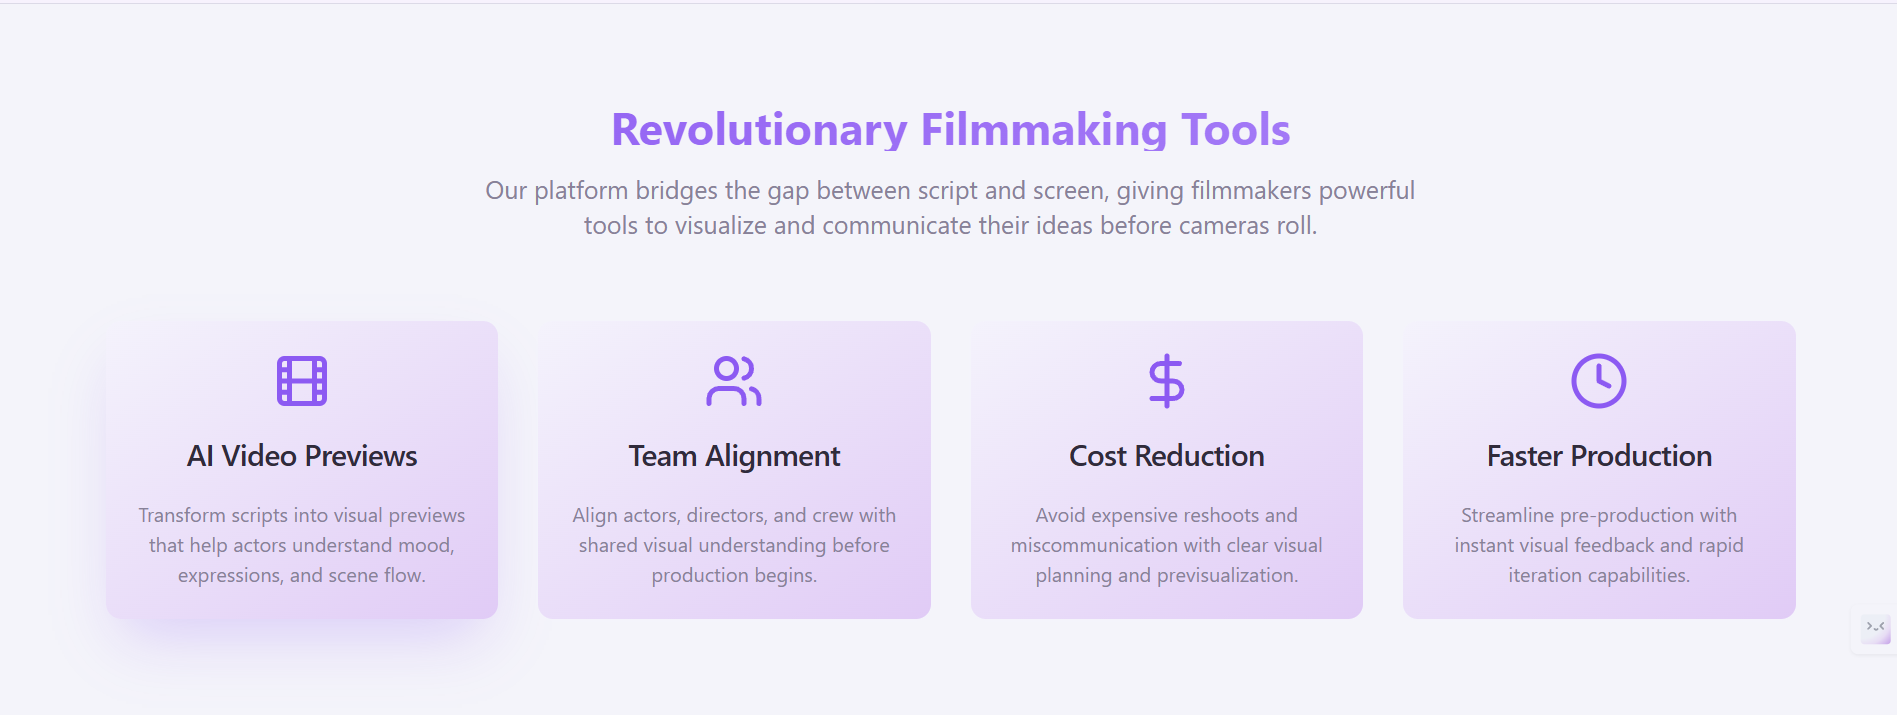 Revolutionary Filmmaking Tools
Our platform bridges the gap between script and screen, giving filmmakers powerful
tools to visualize and communicate their ideas before cameras roll.
AI Video Previews
Transform scripts into visual previews
that help actors understand mood,
expressions, and scene flow.
Team Alignment
Align actors, directors, and crew with
shared visual understanding before
production begins.
Cost Reduction
Avoid expensive reshoots and
miscommunication with clear visual
planning and previsualization.
Faster Production
Streamline pre-production with
instant visual feedback and rapid
iteration capabilities.